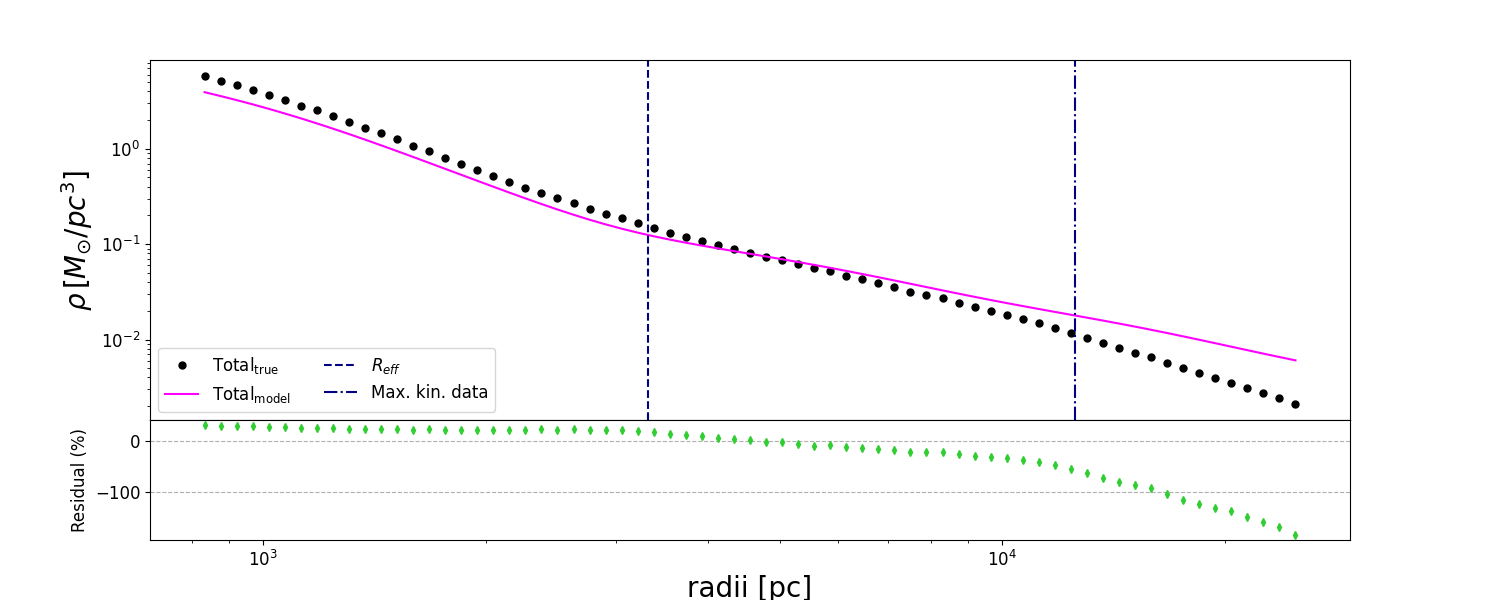 10⁰
10⁻¹
10⁻²
ρ [M⊙/pc³]
Total_true
Total_model
R_eff
Max. kin. data
0
−100
Residual (%)
10³
10⁴
radii [pc]